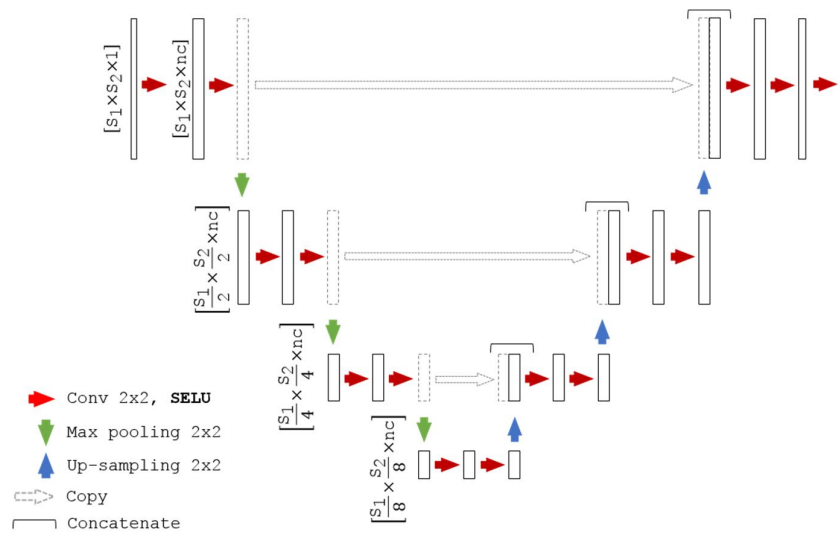 [S₁×S₂×1]
[S₁×S₂×nc]
[S₁/2 × S₂/2 ×nc]
[S₁/4 × S₂/4 ×nc]
[S₁/8 × S₂/8 ×nc]
Conv 2x2, SELU
Max pooling 2x2
Up-sampling 2x2
Copy
Concatenate